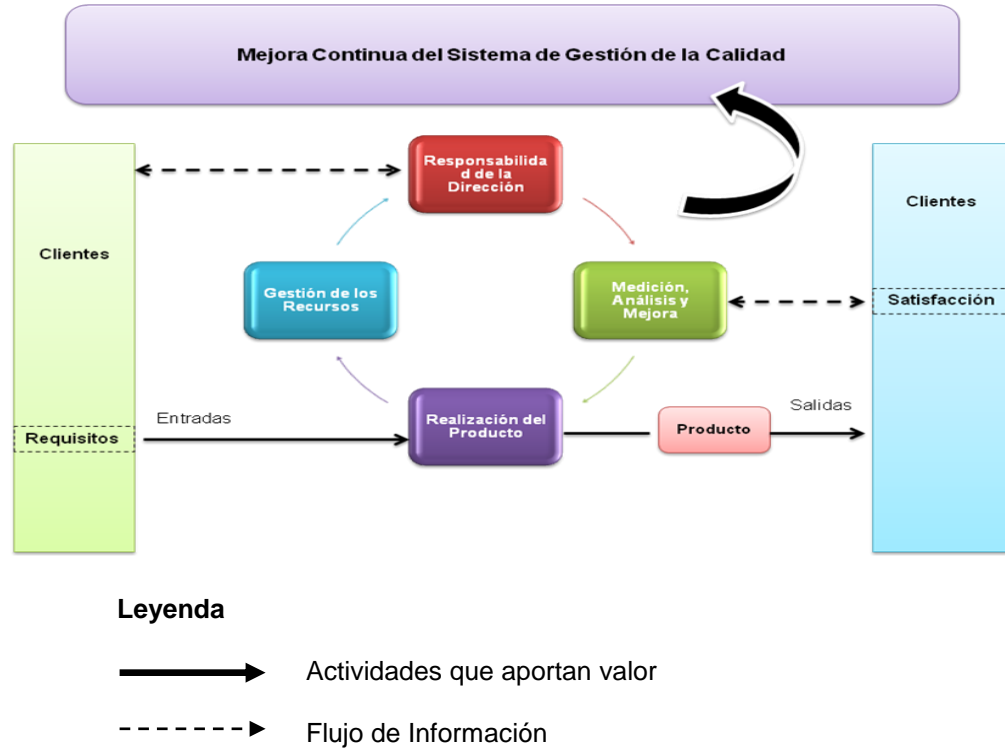 Mejora Continua del Sistema de Gestión de la Calidad
Responsabilida
d de la
Dirección
Clientes
Clientes
Gestión de los
Recursos
Medición,
Análisis y
Mejora
Satisfacción
Entradas
Realización del
Producto
Producto
Salidas
Requisitos
Leyenda
Actividades que aportan valor
Flujo de Información